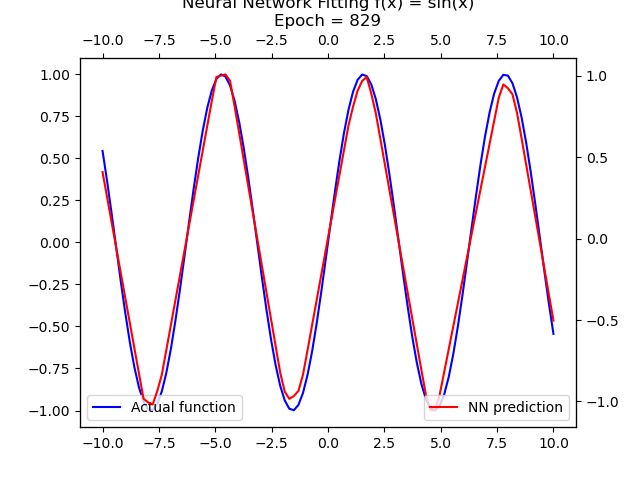 Neural Network Fitting f(x) = sin(x)
Epoch = 829
−10.0 −7.5 −5.0 −2.5 0.0 2.5 5.0 7.5 10.0
1.00 1.0
0.75
0.50 0.5
0.25
0.00 0.0
−0.25
−0.50 −0.5
−0.75
−1.00 −1.0
Actual function NN prediction
−10.0 −7.5 −5.0 −2.5 0.0 2.5 5.0 7.5 10.0